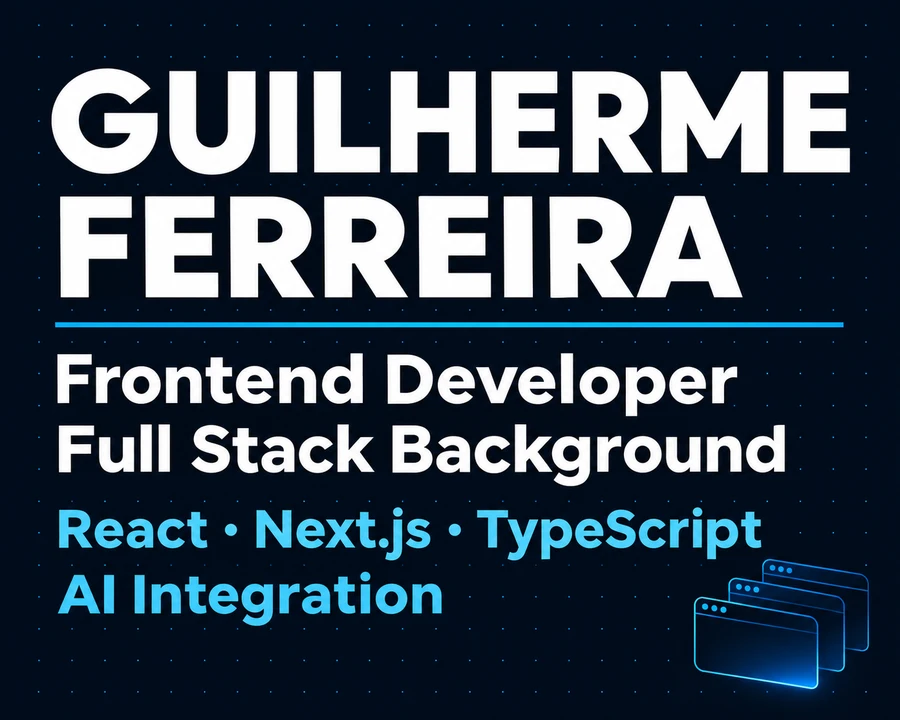 GUILHERME
FERREIRA
Frontend Developer
Full Stack Background
React • Next.js • TypeScript
AI Integration